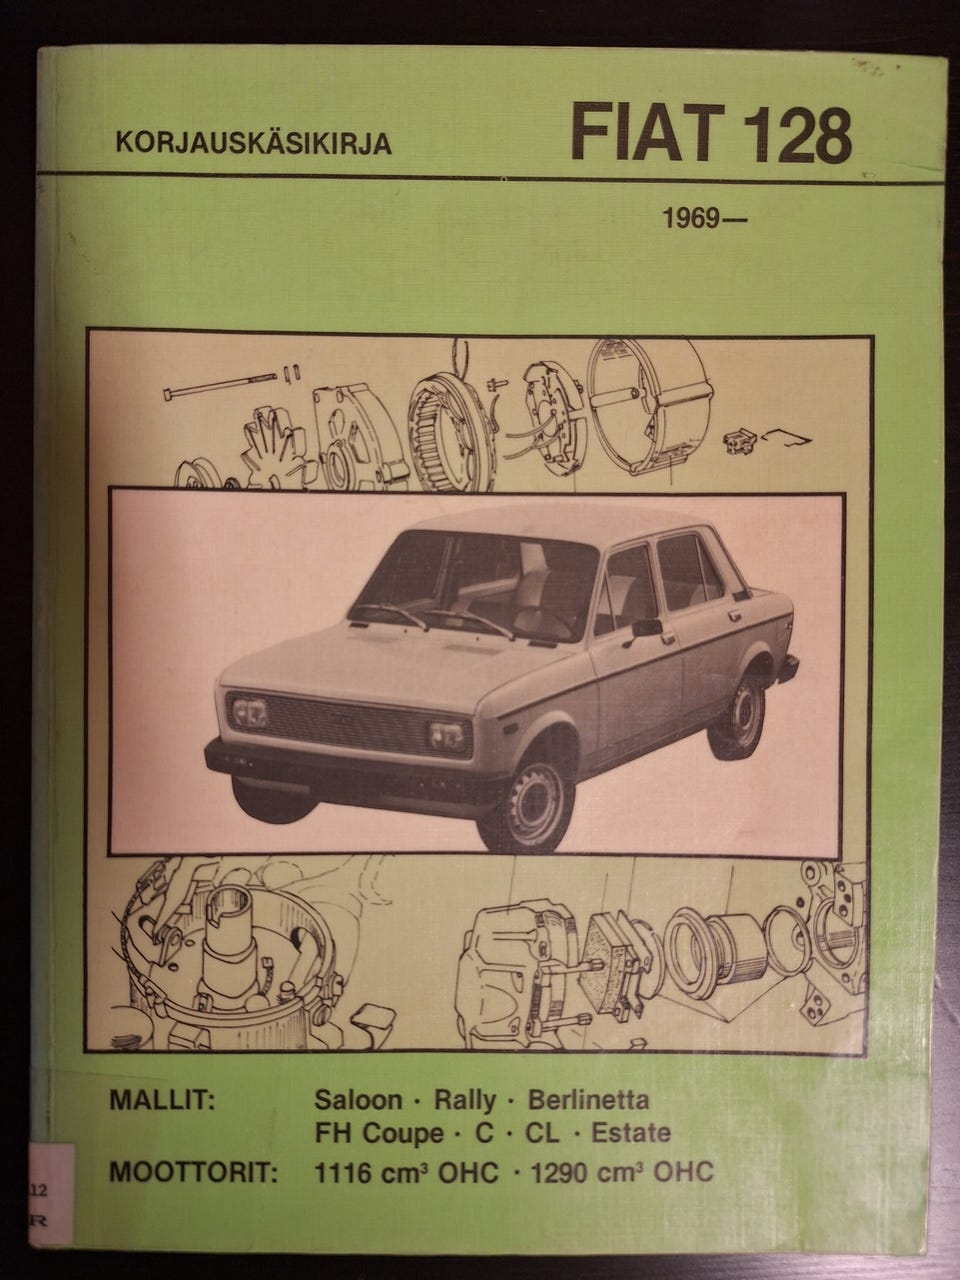 KORJAUSKÄSIKIRJA
FIAT 128
1969—
MALLIT: Saloon · Rally · Berlinetta
FH Coupe · C · CL · Estate
MOOTTORIT: 1116 cm³ OHC · 1290 cm³ OHC
12
R